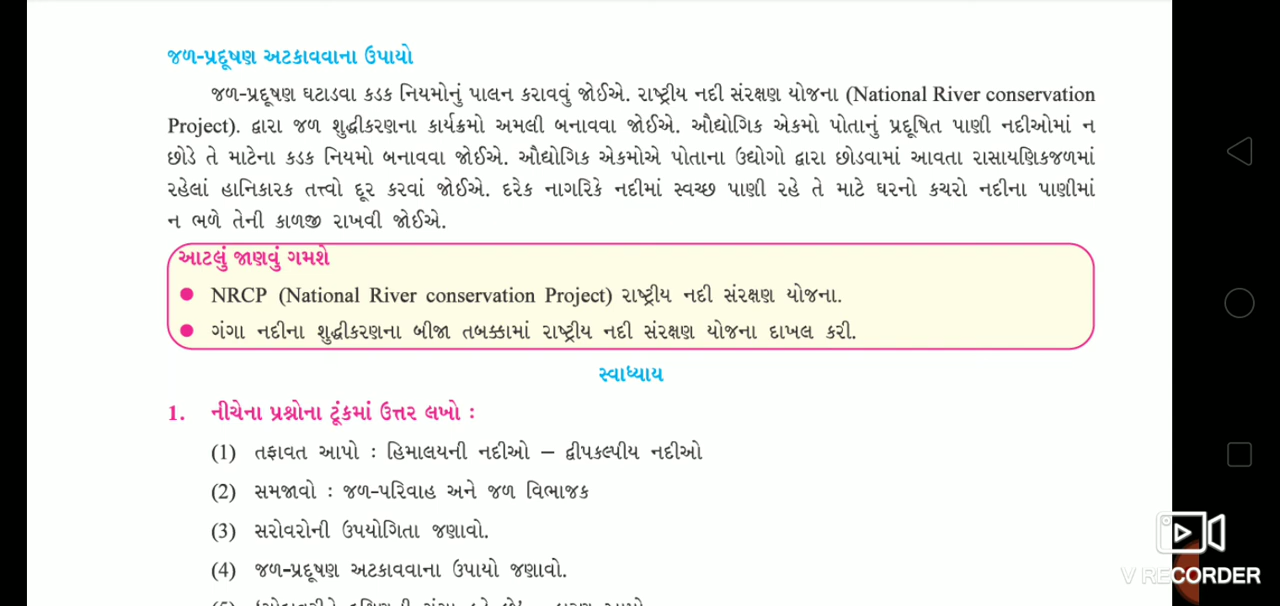 જળ-પ્રદૂષણ અટકાવવાના ઉપાયો
જળ-પ્રદૂષણ ઘટાડવા કડક નિયમોનું પાલન કરાવવું જોઈએ. રાષ્ટ્રીય નદી સંરક્ષણ યોજના (National River conservation
Project). દ્વારા જળ શુદ્ધીકરણના કાર્યક્રમો અમલી બનાવવા જોઈએ. ઔદ્યોગિક એકમો પોતાનું પ્રદૂષિત પાણી નદીઓમાં ન
છોડે તે માટેના કડક નિયમો બનાવવા જોઈએ. ઔદ્યોગિક એકમોએ પોતાના ઉદ્યોગો દ્વારા છોડવામાં આવતા રાસાયણિકજળમાં
રહેલાં હાનિકારક તત્ત્વો દૂર કરવાં જોઈએ. દરેક નાગરિકે નદીમાં સ્વચ્છ પાણી રહે તે માટે ઘરનો કચરો નદીના પાણીમાં
ન ભળે તેની કાળજી રાખવી જોઈએ.
આટલું જાણવું ગમશે
● NRCP (National River conservation Project) રાષ્ટ્રીય નદી સંરક્ષણ યોજના.
● ગંગા નદીના શુદ્ધીકરણના બીજા તબક્કામાં રાષ્ટ્રીય નદી સંરક્ષણ યોજના દાખલ કરી.
સ્વાધ્યાય
1. નીચેના પ્રશ્નોના ટૂંકમાં ઉત્તર લખો :
(1) તફાવત આપો : હિમાલયની નદીઓ – દ્વીપકલ્પીય નદીઓ
(2) સમજાવો : જળ-પરિવાહ અને જળ વિભાજક
(3) સરોવરોની ઉપયોગિતા જણાવો.
(4) જળ-પ્રદૂષણ અટકાવવાના ઉપાયો જણાવો.
V RECORDER